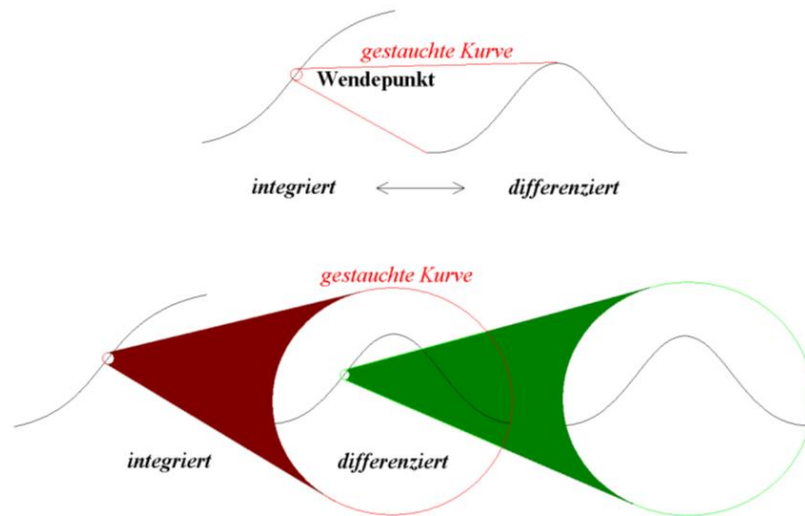 gestauchte Kurve
Wendepunkt
integriert
differenziert
gestauchte Kurve
integriert
differenziert